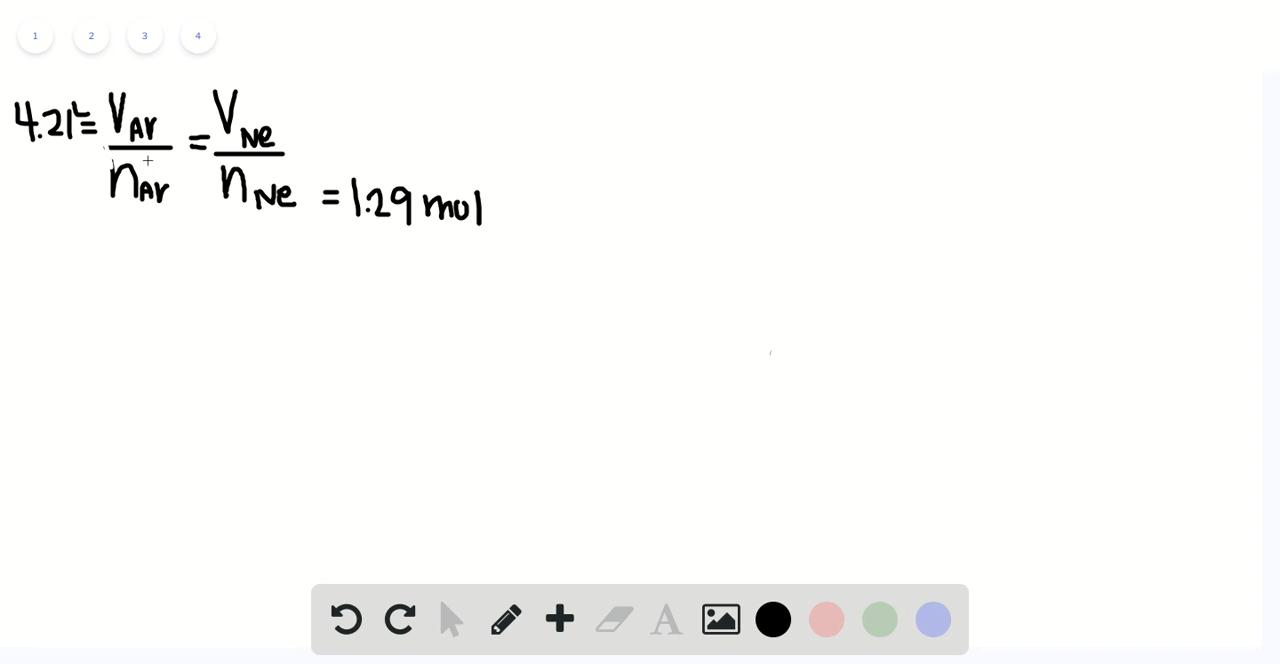 1 2 3 4
4.21L = V_Ar / n_Ar = V_Ne / n_Ne = 1.29 mol
A